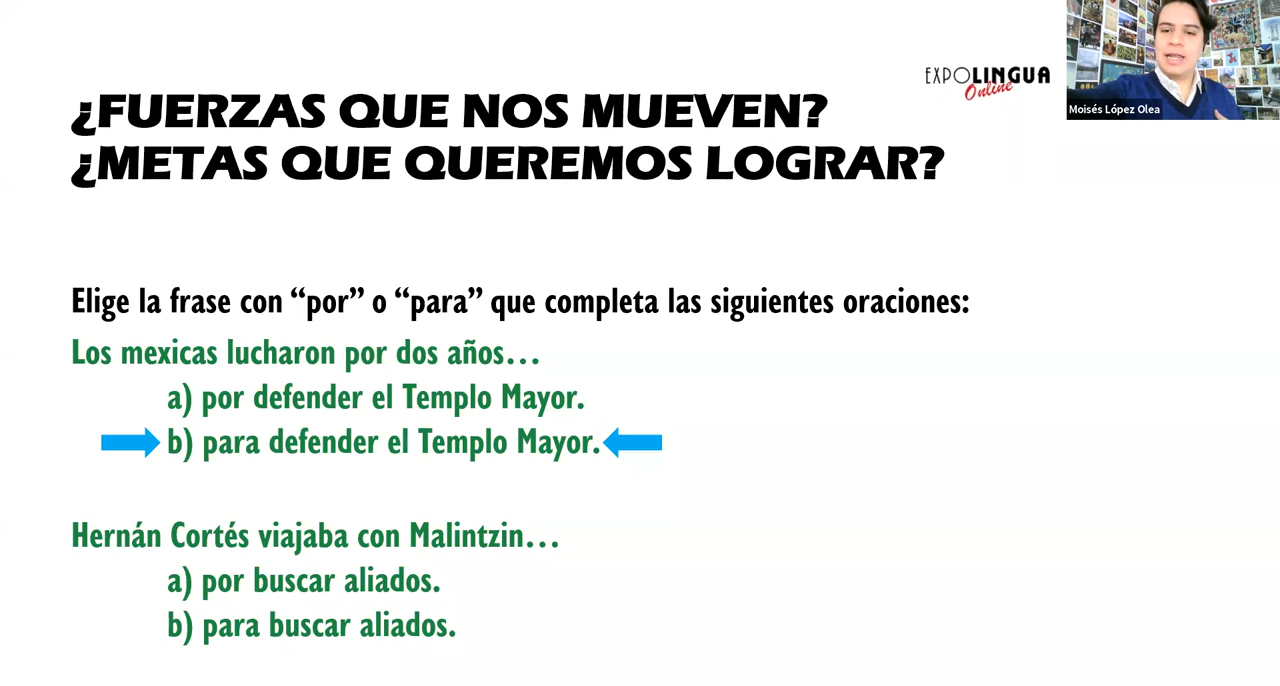 ¿FUERZAS QUE NOS MUEVEN?
¿METAS QUE QUEREMOS LOGRAR?
EXPOLINGUA
Online
Moisés López Olea
Elige la frase con “por” o “para” que completa las siguientes oraciones:
Los mexicas lucharon por dos años…
a) por defender el Templo Mayor.
b) para defender el Templo Mayor.
Hernán Cortés viajaba con Malintzin…
a) por buscar aliados.
b) para buscar aliados.